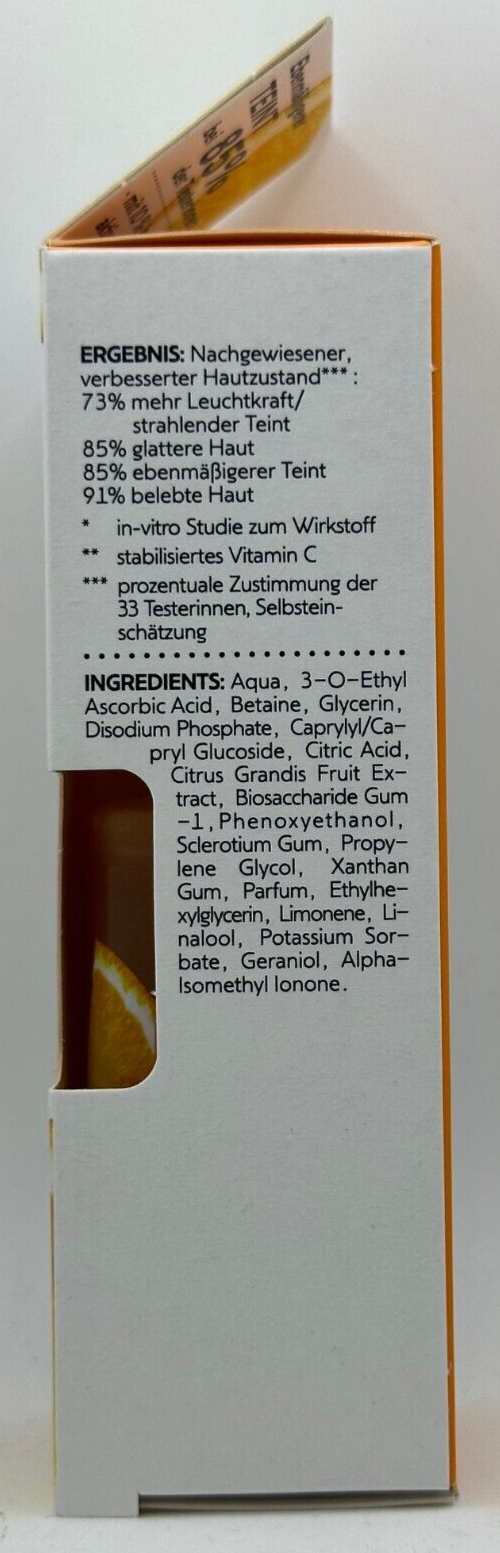 Ebenmäßiger
TEINT
bei 85%
ERGEBNIS: Nachgewiesener,
verbesserter Hautzustand*** :
73% mehr Leuchtkraft/
strahlender Teint
85% glattere Haut
85% ebenmäßigerer Teint
91% belebte Haut
* in-vitro Studie zum Wirkstoff
** stabilisiertes Vitamin C
*** prozentuale Zustimmung der
33 Testerinnen, Selbstein-
schätzung
INGREDIENTS: Aqua, 3-O-Ethyl
Ascorbic Acid, Betaine, Glycerin,
Disodium Phosphate, Caprylyl/Ca-
pryl Glucoside, Citric Acid,
Citrus Grandis Fruit Ex-
tract, Biosaccharide Gum
-1, Phenoxyethanol,
Sclerotium Gum, Propy-
lene Glycol, Xanthan
Gum, Parfum, Ethylhe-
xylglycerin, Limonene, Li-
nalool, Potassium Sor-
bate, Geraniol, Alpha-
Isomethyl Ionone.